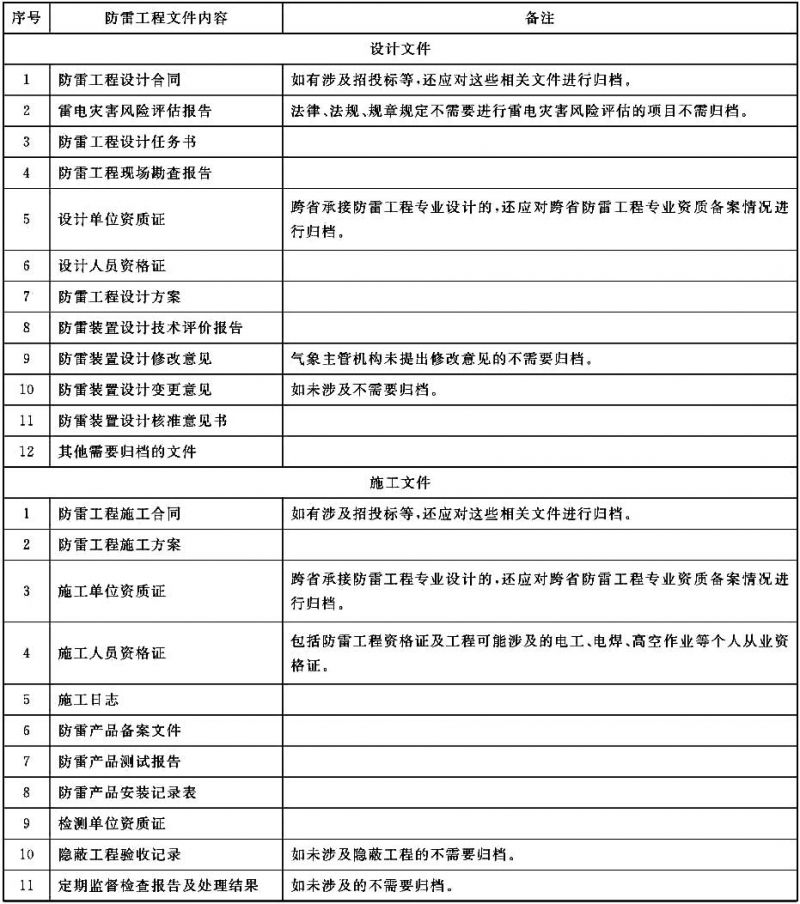 序号 防雷工程文件内容 备注
设计文件
1 防雷工程设计合同 如有涉及招投标等,还应对这些相关文件进行归档。
2 雷电灾害风险评估报告 法律、法规、规章规定不需要进行雷电灾害风险评估的项目不需归档。
3 防雷工程设计任务书
4 防雷工程现场勘查报告
5 设计单位资质证 跨省承接防雷工程专业设计的,还应对跨省防雷工程专业资质备案情况进
行归档。
6 设计人员资格证
7 防雷工程设计方案
8 防雷装置设计技术评价报告
9 防雷装置设计修改意见 气象主管机构未提出修改意见的不需要归档。
10 防雷装置设计变更意见 如未涉及不需要归档。
11 防雷装置设计核准意见书
12 其他需要归档的文件
施工文件
1 防雷工程施工合同 如有涉及招投标等,还应对这些相关文件进行归档。
2 防雷工程施工方案
3 施工单位资质证 跨省承接防雷工程专业设计的,还应对跨省防雷工程专业资质备案情况进
行归档。
4 施工人员资格证 包括防雷工程资格证及工程可能涉及的电工、电焊、高空作业等个人从业资
格证。
5 施工日志
6 防雷产品备案文件
7 防雷产品测试报告
8 防雷产品安装记录表
9 检测单位资质证
10 隐蔽工程验收记录 如未涉及隐蔽工程的不需要归档。
11 定期监督检查报告及处理结果 如未涉及的不需要归档。